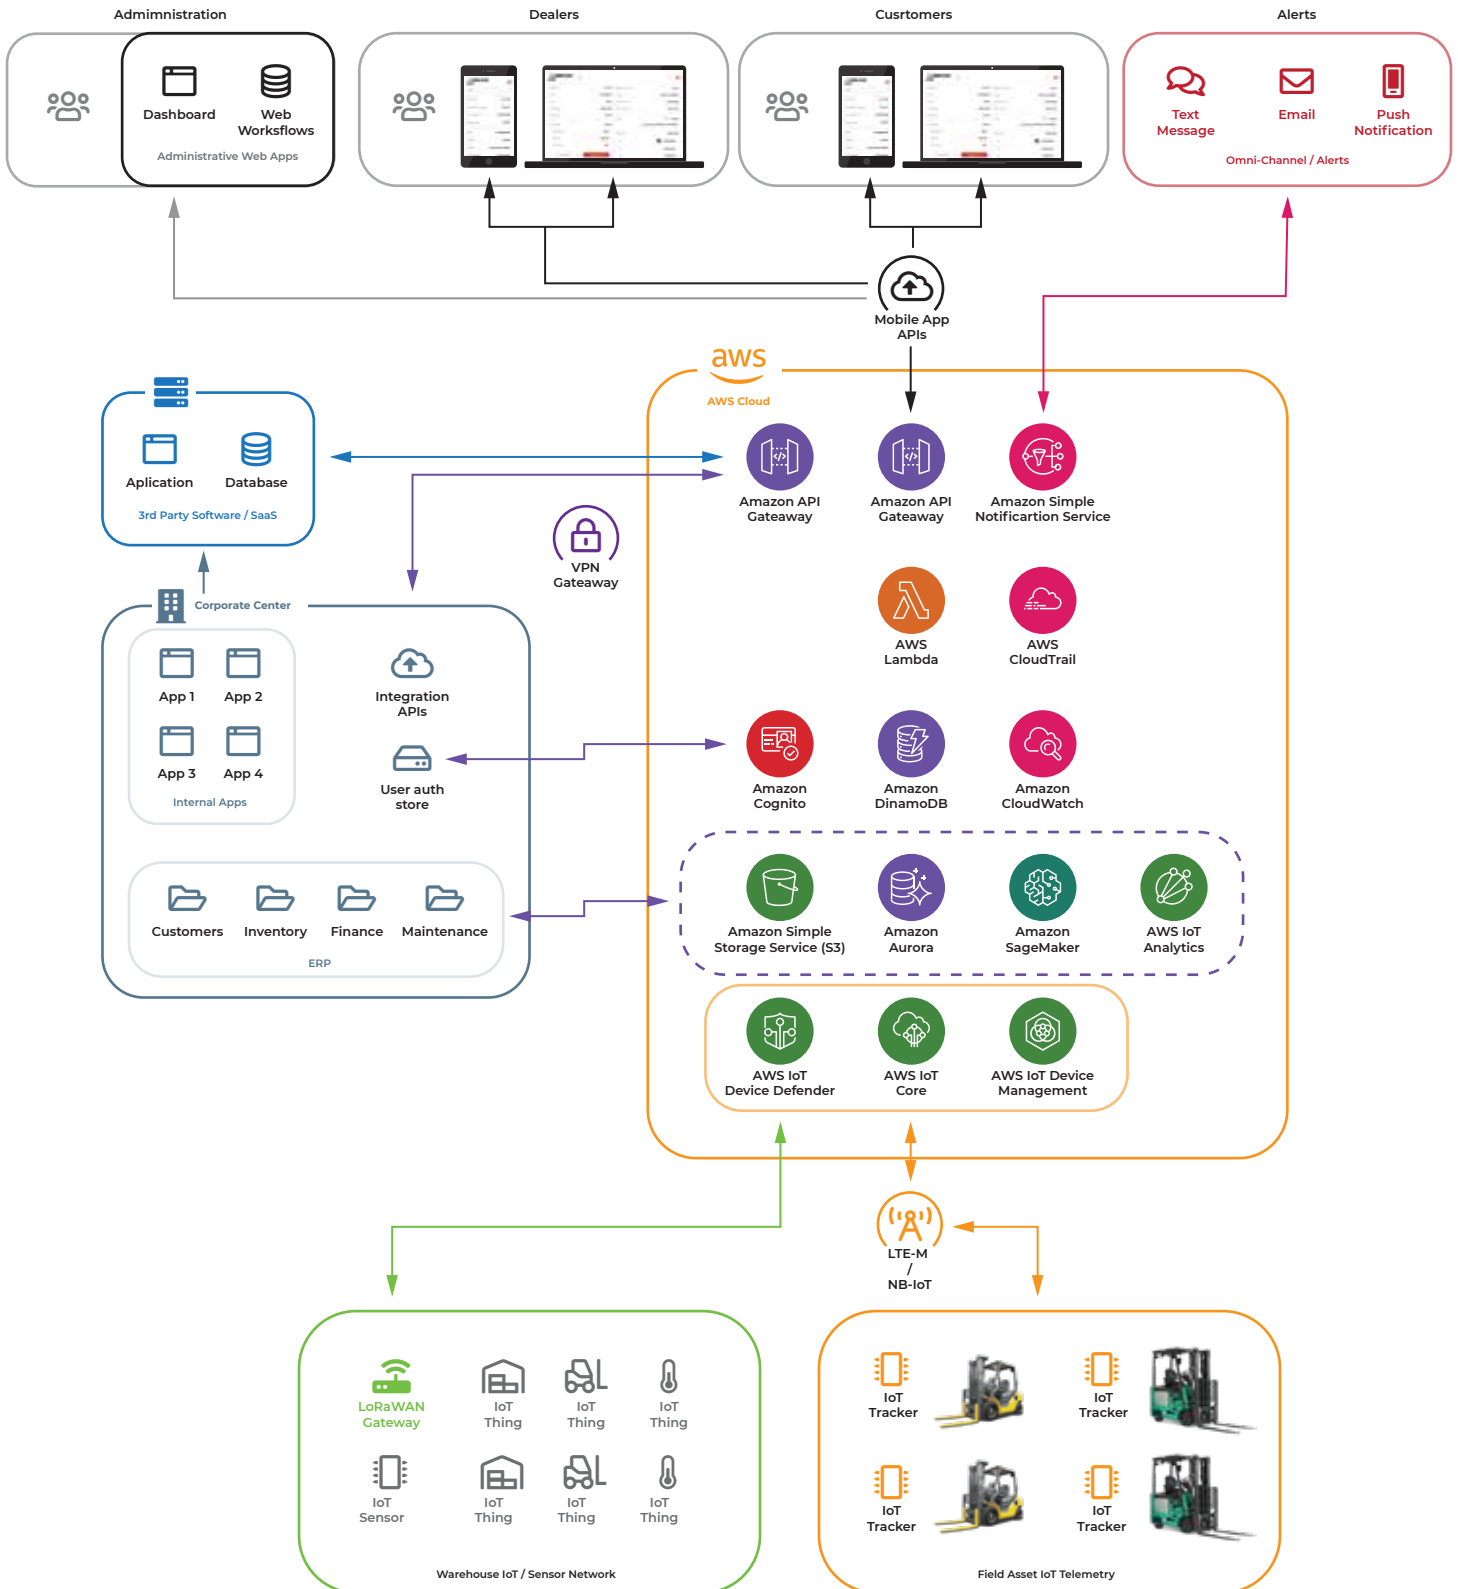 Admimnistration
Dealers
Cusrtomers
Alerts
Dashboard
Web
Worksflows
Administrative Web Apps
Text
Message
Email
Push
Notification
Omni-Channel / Alerts
Mobile App
APIs
aws
AWS Cloud
Aplication
Database
3rd Party Software / SaaS
Amazon API
Gateaway
Amazon API
Gateaway
Amazon Simple
Notificartion Service
VPN
Gateaway
Corporate Center
App 1
App 2
App 3
App 4
Internal Apps
Integration
APIs
User auth
store
AWS
Lambda
AWS
CloudTrail
Amazon
Cognito
Amazon
DinamoDB
Amazon
CloudWatch
Customers
Inventory
Finance
Maintenance
ERP
Amazon Simple
Storage Service (S3)
Amazon
Aurora
Amazon
SageMaker
AWS IoT
Analytics
AWS IoT
Device Defender
AWS IoT
Core
AWS IoT Device
Management
LTE-M
/
NB-IoT
LoRaWAN
Gateway
IoT
Thing
IoT
Thing
IoT
Thing
IoT
Sensor
IoT
Thing
IoT
Thing
IoT
Thing
Warehouse IoT / Sensor Network
IoT
Tracker
IoT
Tracker
IoT
Tracker
IoT
Tracker
Field Asset IoT Telemetry